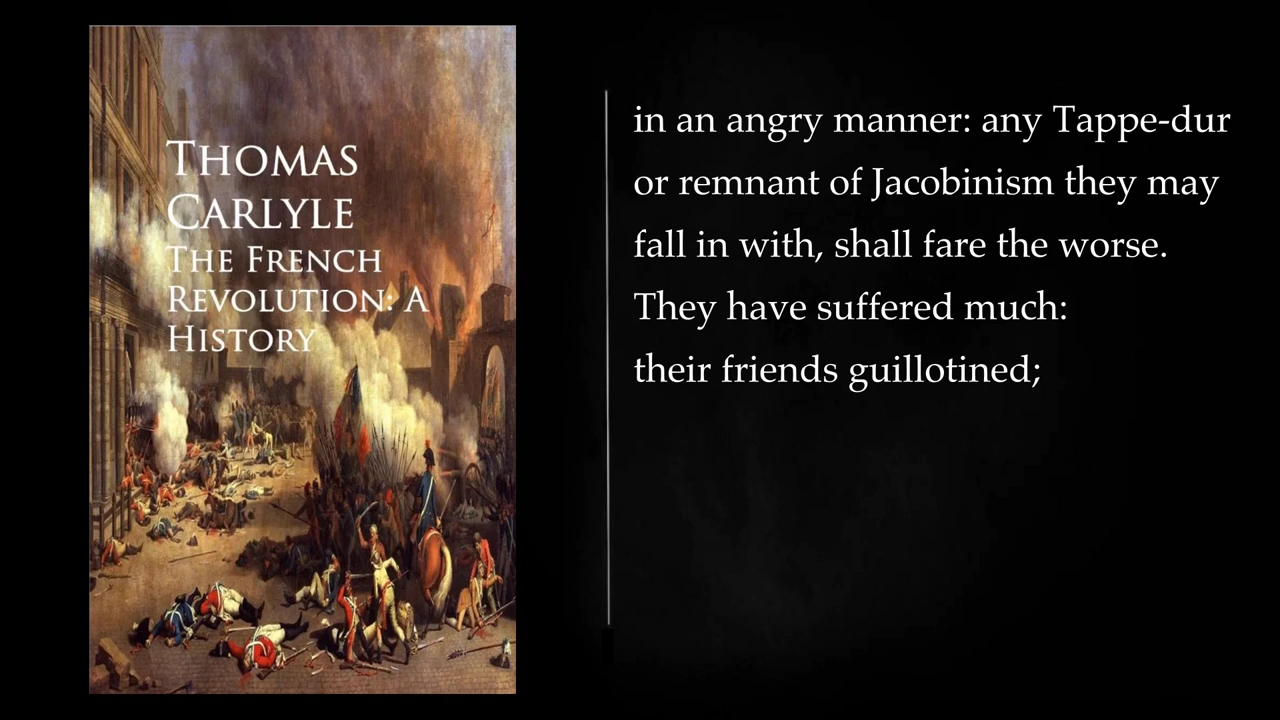 THOMAS
CARLYLE
THE FRENCH
REVOLUTION: A
HISTORY
in an angry manner: any Tappe-dur
or remnant of Jacobinism they may
fall in with, shall fare the worse.
They have suffered much:
their friends guillotined;